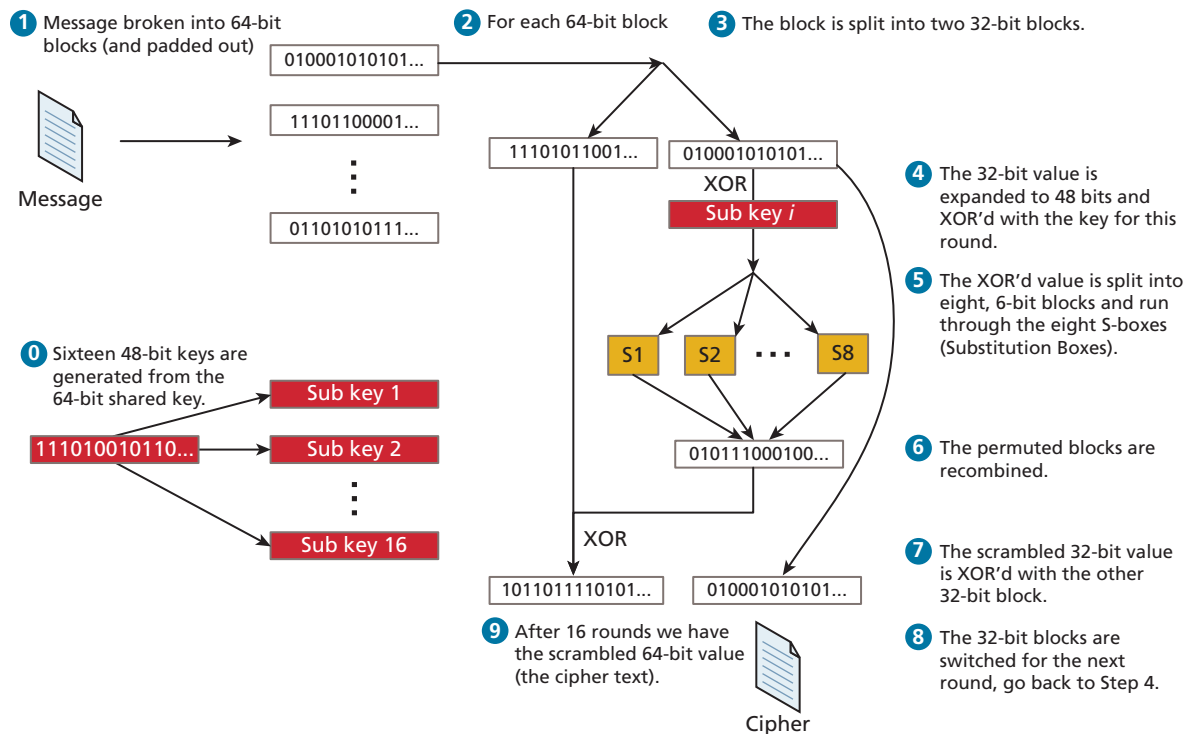 1 Message broken into 64-bit
blocks (and padded out)
2 For each 64-bit block
3 The block is split into two 32-bit blocks.
010001010101...
11101100001...
01101010111...
Message
11101011001...
010001010101...
XOR
Sub key i
4 The 32-bit value is
expanded to 48 bits and
XOR’d with the key for this
round.
5 The XOR’d value is split into
eight, 6-bit blocks and run
through the eight S-boxes
(Substitution Boxes).
S1
S2
S8
0 Sixteen 48-bit keys are
generated from the
64-bit shared key.
111010010110...
Sub key 1
Sub key 2
Sub key 16
010111000100...
6 The permuted blocks are
recombined.
XOR
7 The scrambled 32-bit value
is XOR’d with the other
32-bit block.
1011011110101...
010001010101...
8 The 32-bit blocks are
switched for the next
round, go back to Step 4.
9 After 16 rounds we have
the scrambled 64-bit value
(the cipher text).
Cipher